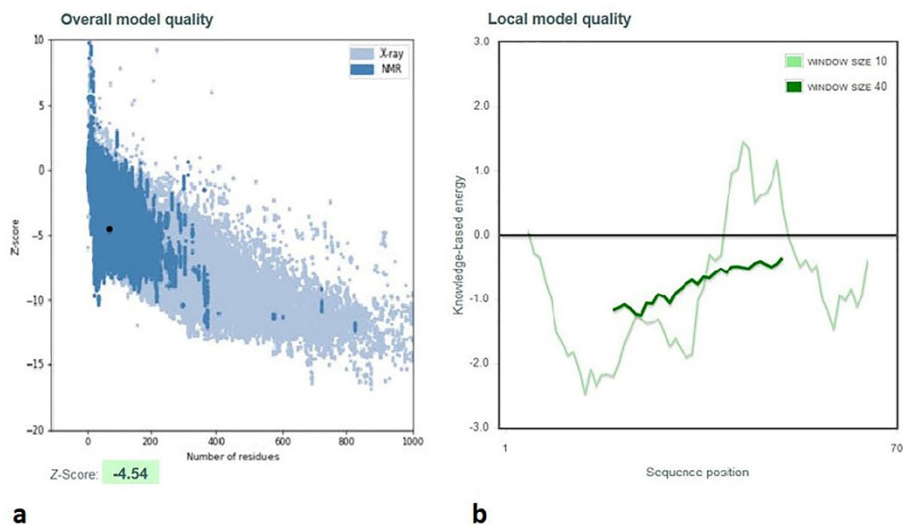 Overall model quality
10
5
0
−5
−10
−15
−20
Z-score
X-ray
NMR
0 200 400 600 800 1000
Number of residues
Z-Score: -4.54
a
Local model quality
3.0
2.0
1.0
0.0
-1.0
-2.0
-3.0
Knowledge-based energy
WINDOW SIZE 10
WINDOW SIZE 40
1 70
Sequence position
b